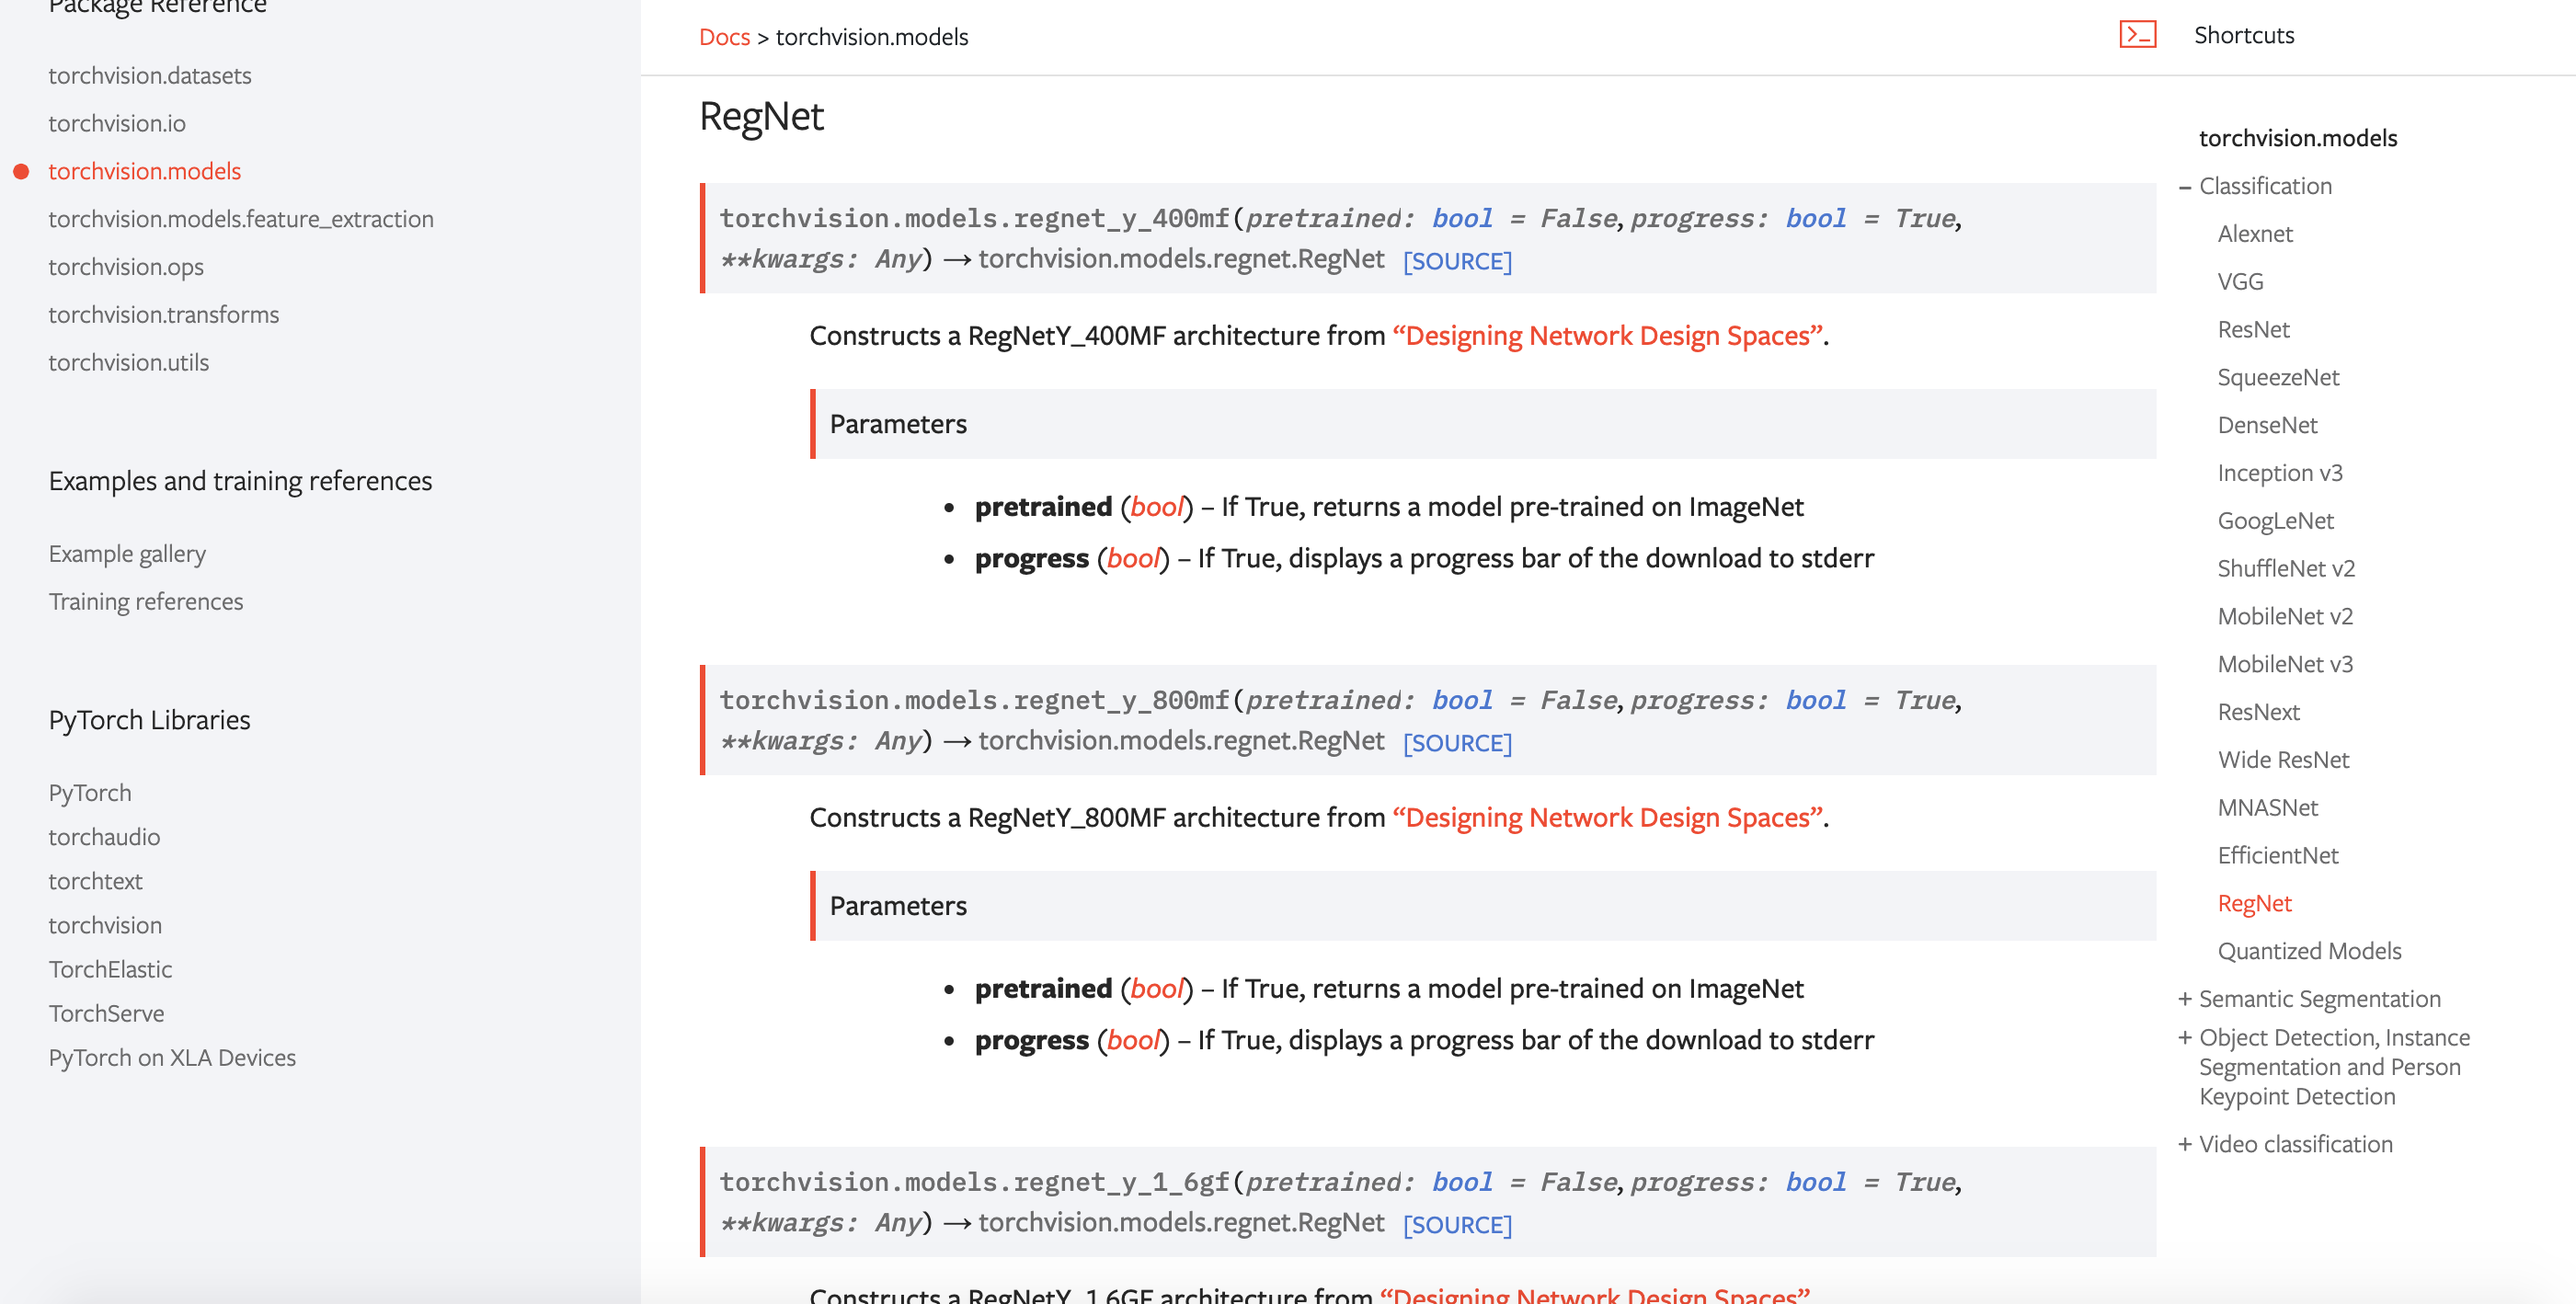 Package Reference
torchvision.datasets
torchvision.io
torchvision.models
torchvision.models.feature_extraction
torchvision.ops
torchvision.transforms
torchvision.utils
Examples and training references
Example gallery
Training references
PyTorch Libraries
PyTorch
torchaudio
torchtext
torchvision
TorchElastic
TorchServe
PyTorch on XLA Devices
Docs > torchvision.models
RegNet
torchvision.models.regnet_y_400mf(pretrained: bool = False, progress: bool = True,
**kwargs: Any) → torchvision.models.regnet.RegNet [SOURCE]
Constructs a RegNetY_400MF architecture from “Designing Network Design Spaces”.
Parameters
• pretrained (bool) – If True, returns a model pre-trained on ImageNet
• progress (bool) – If True, displays a progress bar of the download to stderr
torchvision.models.regnet_y_800mf(pretrained: bool = False, progress: bool = True,
**kwargs: Any) → torchvision.models.regnet.RegNet [SOURCE]
Constructs a RegNetY_800MF architecture from “Designing Network Design Spaces”.
Parameters
• pretrained (bool) – If True, returns a model pre-trained on ImageNet
• progress (bool) – If True, displays a progress bar of the download to stderr
torchvision.models.regnet_y_1_6gf(pretrained: bool = False, progress: bool = True,
**kwargs: Any) → torchvision.models.regnet.RegNet [SOURCE]
Constructs a RegNetY_1.6GF architecture from “Designing Network Design Spaces”
Shortcuts
torchvision.models
– Classification
Alexnet
VGG
ResNet
SqueezeNet
DenseNet
Inception v3
GoogLeNet
ShuffleNet v2
MobileNet v2
MobileNet v3
ResNext
Wide ResNet
MNASNet
EfficientNet
RegNet
Quantized Models
+ Semantic Segmentation
+ Object Detection, Instance
Segmentation and Person
Keypoint Detection
+ Video classification